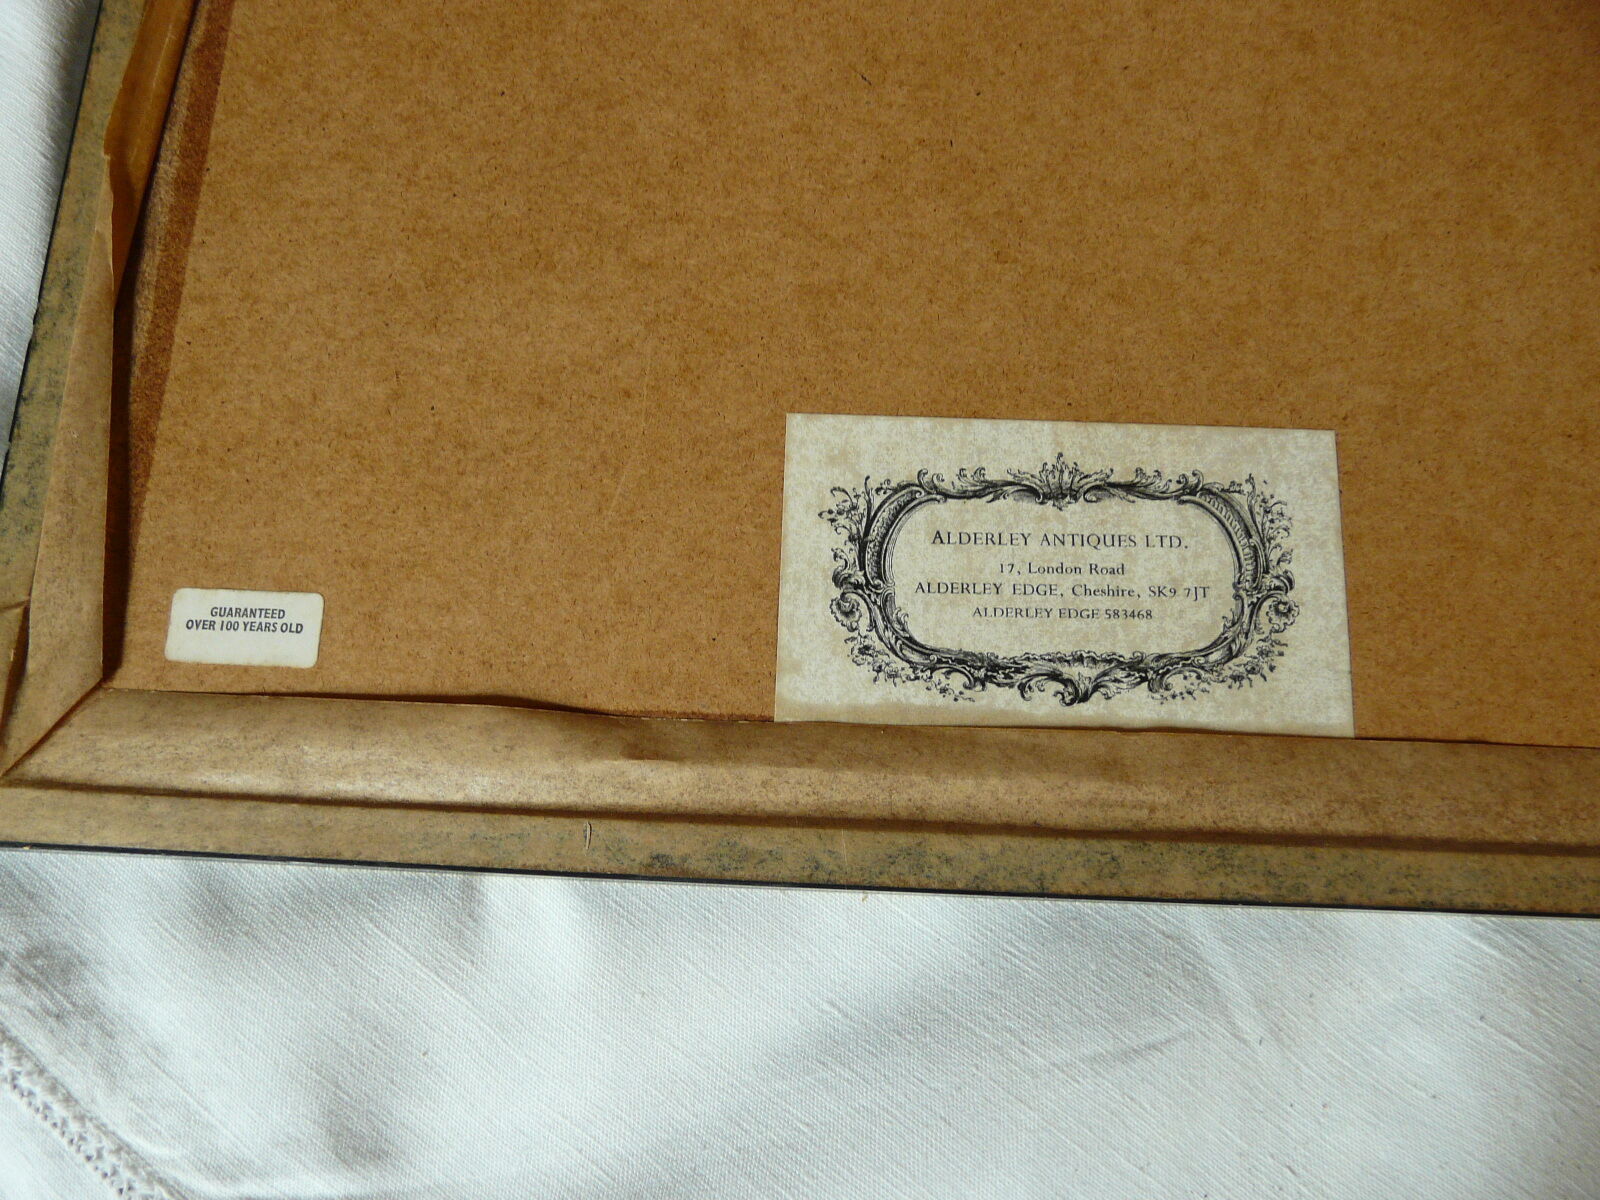 GUARANTEED
OVER 100 YEARS OLD
ALDERLEY ANTIQUES LTD.
17, London Road
ALDERLEY EDGE, Cheshire, SK9 7JT
ALDERLEY EDGE 583468